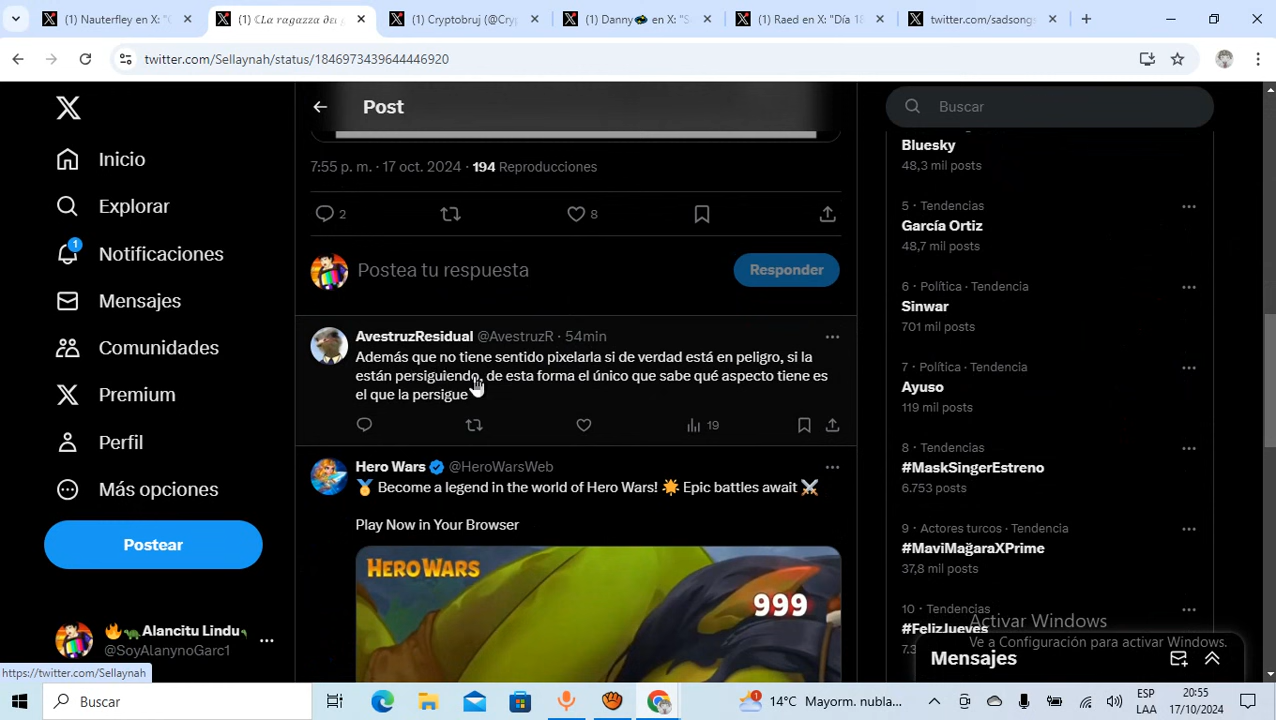 (1) Nauterfley en X: "
(1) ℂLα rαgαzzα ∂ει
(1) Cryptobruj (@Cry
(1) Danny en X: "S
(1) Raed en X: "Día 1
twitter.com/sadsongs
twitter.com/Sellaynah/status/1846973439644446920
Post
Buscar
Inicio
Explorar
1
Notificaciones
Mensajes
Comunidades
Premium
Perfil
Más opciones
Postear
Alancitu Lindu
@SoyAlanynoGarc1
https://twitter.com/Sellaynah
7:55 p. m. · 17 oct. 2024 · 194 Reproducciones
2
8
Postea tu respuesta
Responder
AvestruzResidual @AvestruzR · 54min
Además que no tiene sentido pixelarla si de verdad está en peligro, si la
están persiguiendo, de esta forma el único que sabe qué aspecto tiene es
el que la persigue
19
Hero Wars @HeroWarsWeb
🥇 Become a legend in the world of Hero Wars! 🌟 Epic battles await ⚔️
Play Now in Your Browser
HERO WARS
999
Bluesky
48,3 mil posts
5 · Tendencias
García Ortiz
48,7 mil posts
6 · Política · Tendencia
Sinwar
701 mil posts
7 · Política · Tendencia
Ayuso
119 mil posts
8 · Tendencias
#MaskSingerEstreno
6.753 posts
9 · Actores turcos · Tendencia
#MaviMağaraXPrime
37,8 mil posts
10 · Tendencias
#FelizJueves
Activar Windows
Ve a Configuración para activar Windows.
Mensajes
Buscar
1
14°C Mayorm. nubla...
ESP
LAA
20:55
17/10/2024